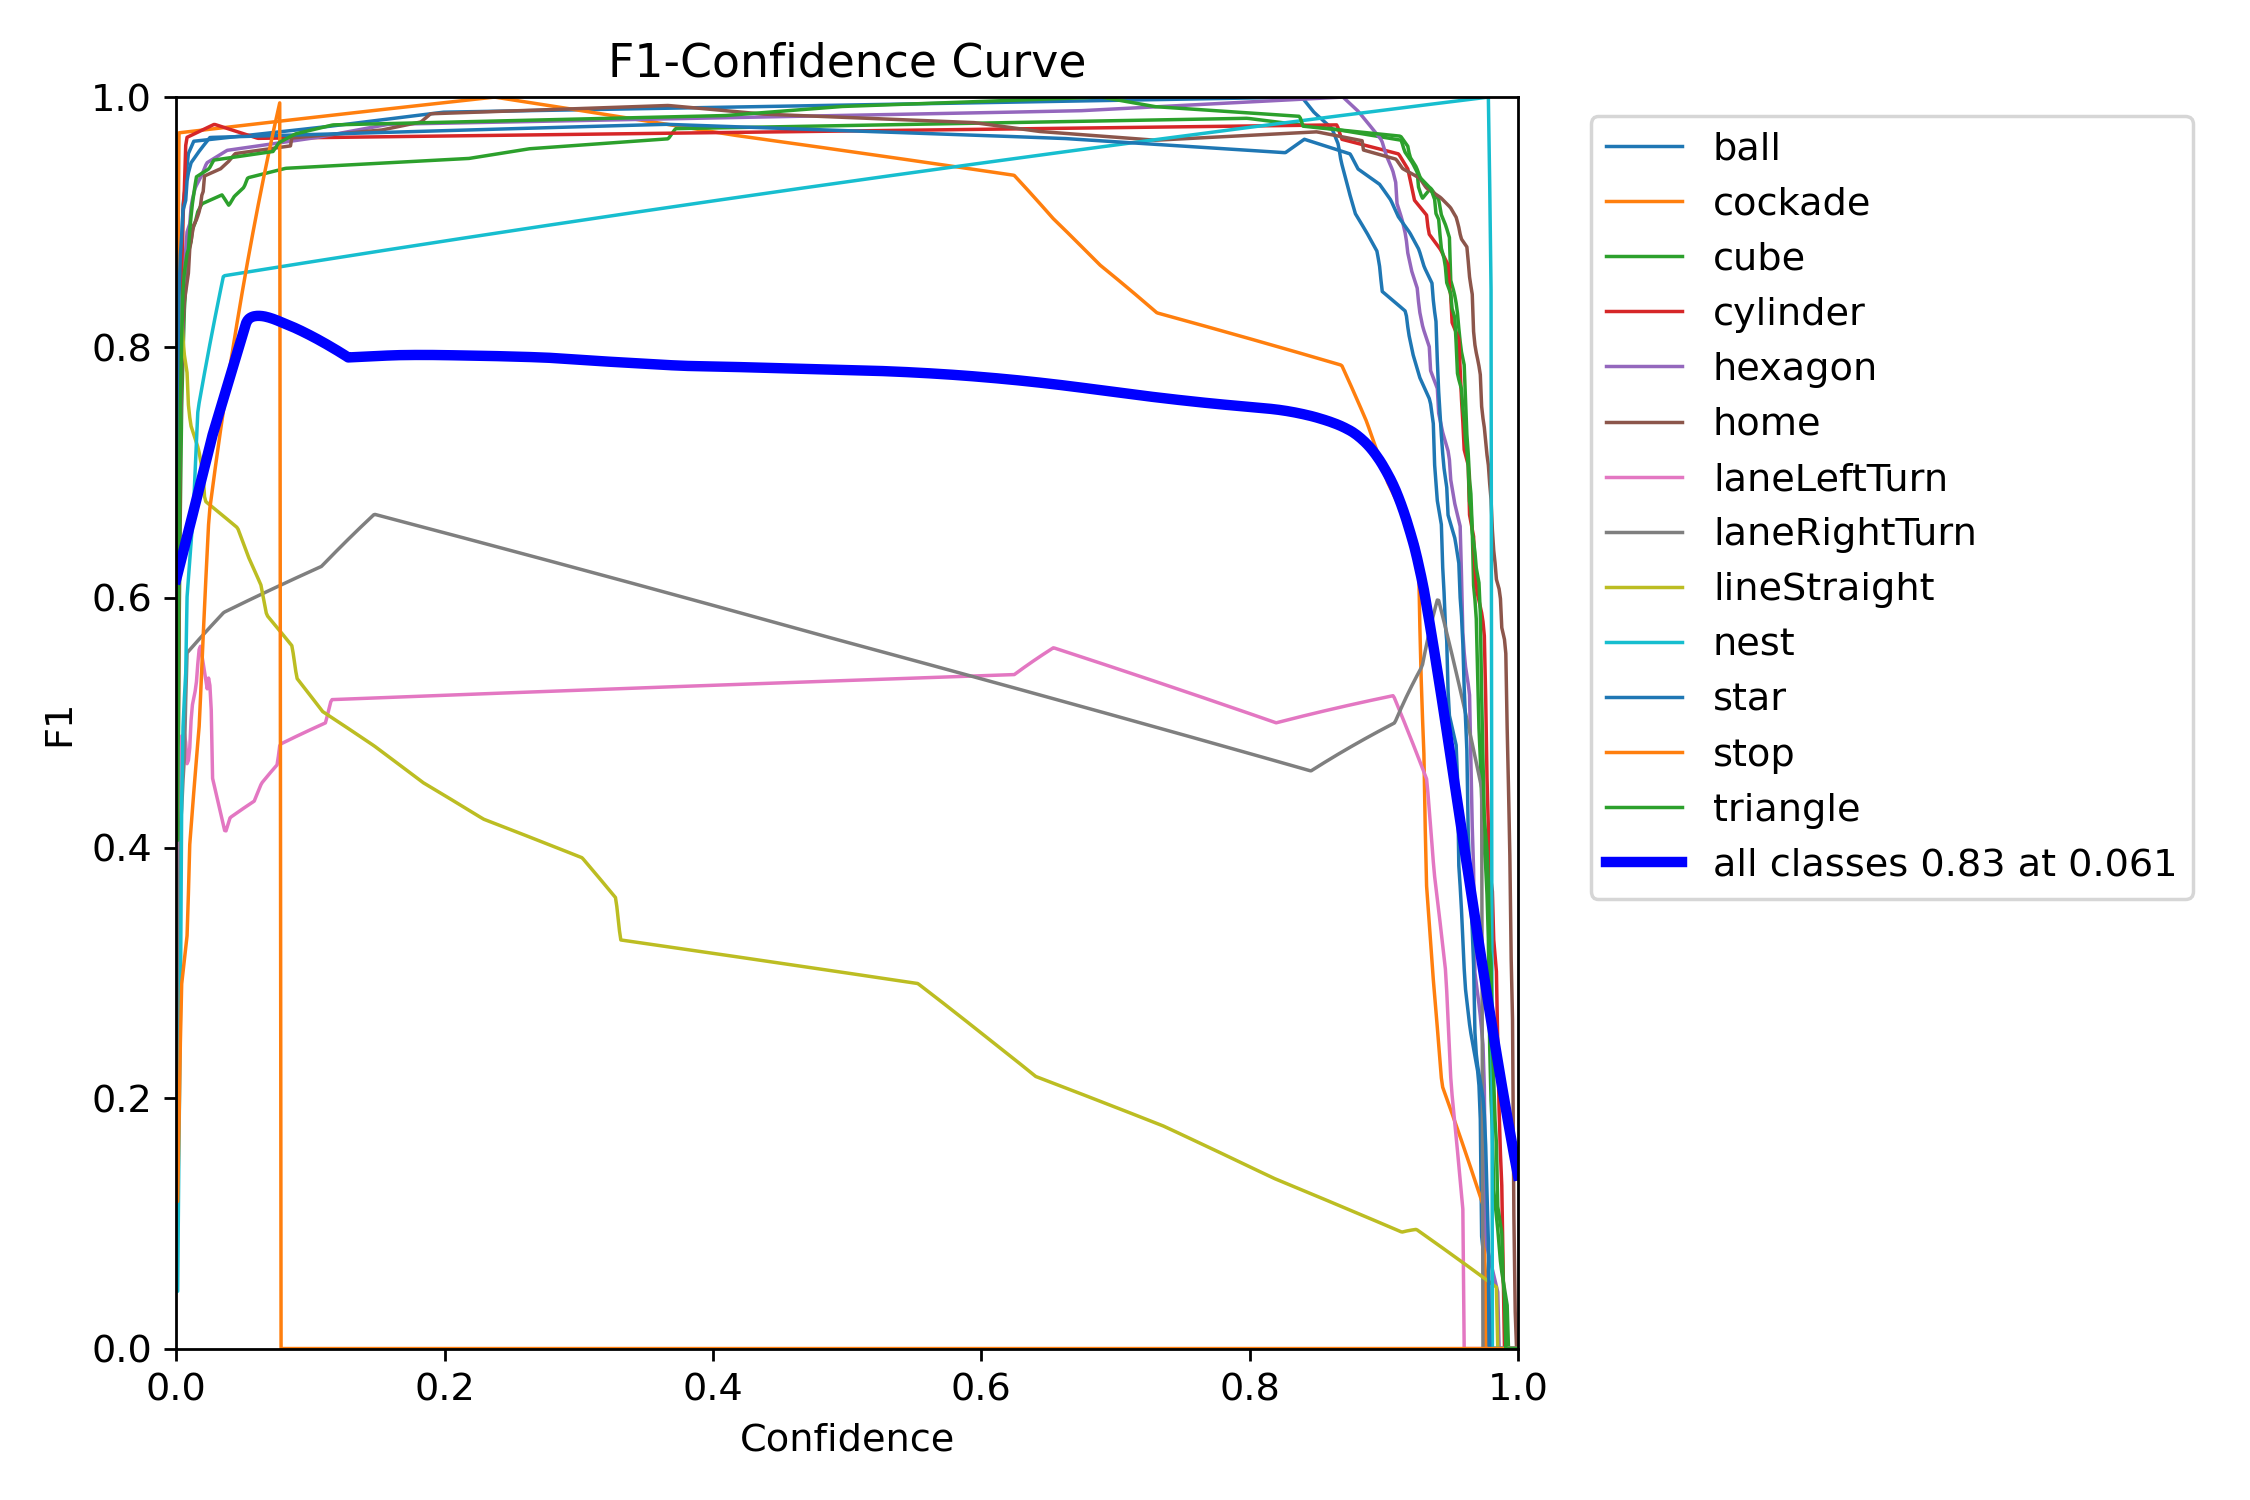 F1-Confidence Curve
1.0
0.8
0.6
0.4
0.2
0.0
F1
0.0 0.2 0.4 0.6 0.8 1.0
Confidence
ball
cockade
cube
cylinder
hexagon
home
laneLeftTurn
laneRightTurn
lineStraight
nest
star
stop
triangle
all classes 0.83 at 0.061